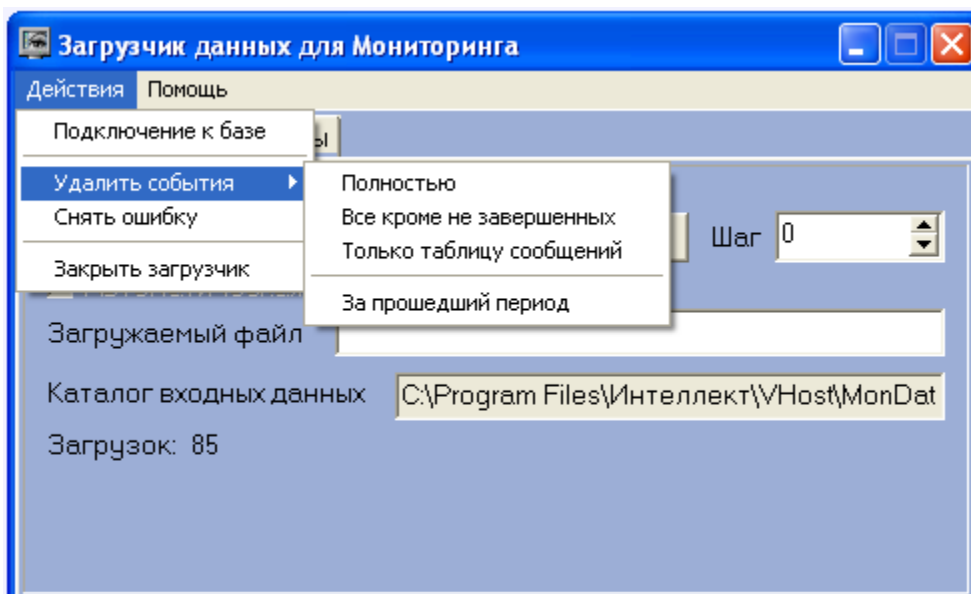 Загрузчик данных для Мониторинга
Действия Помощь
Подключение к базе
Удалить события
Снять ошибку
Закрыть загрузчик
Полностью
Все кроме не завершенных
Только таблицу сообщений
За прошедший период
Шаг 0
Загружаемый файл
Каталог входных данных C:\Program Files\Интеллект\VHost\MonDat
Загрузок: 85